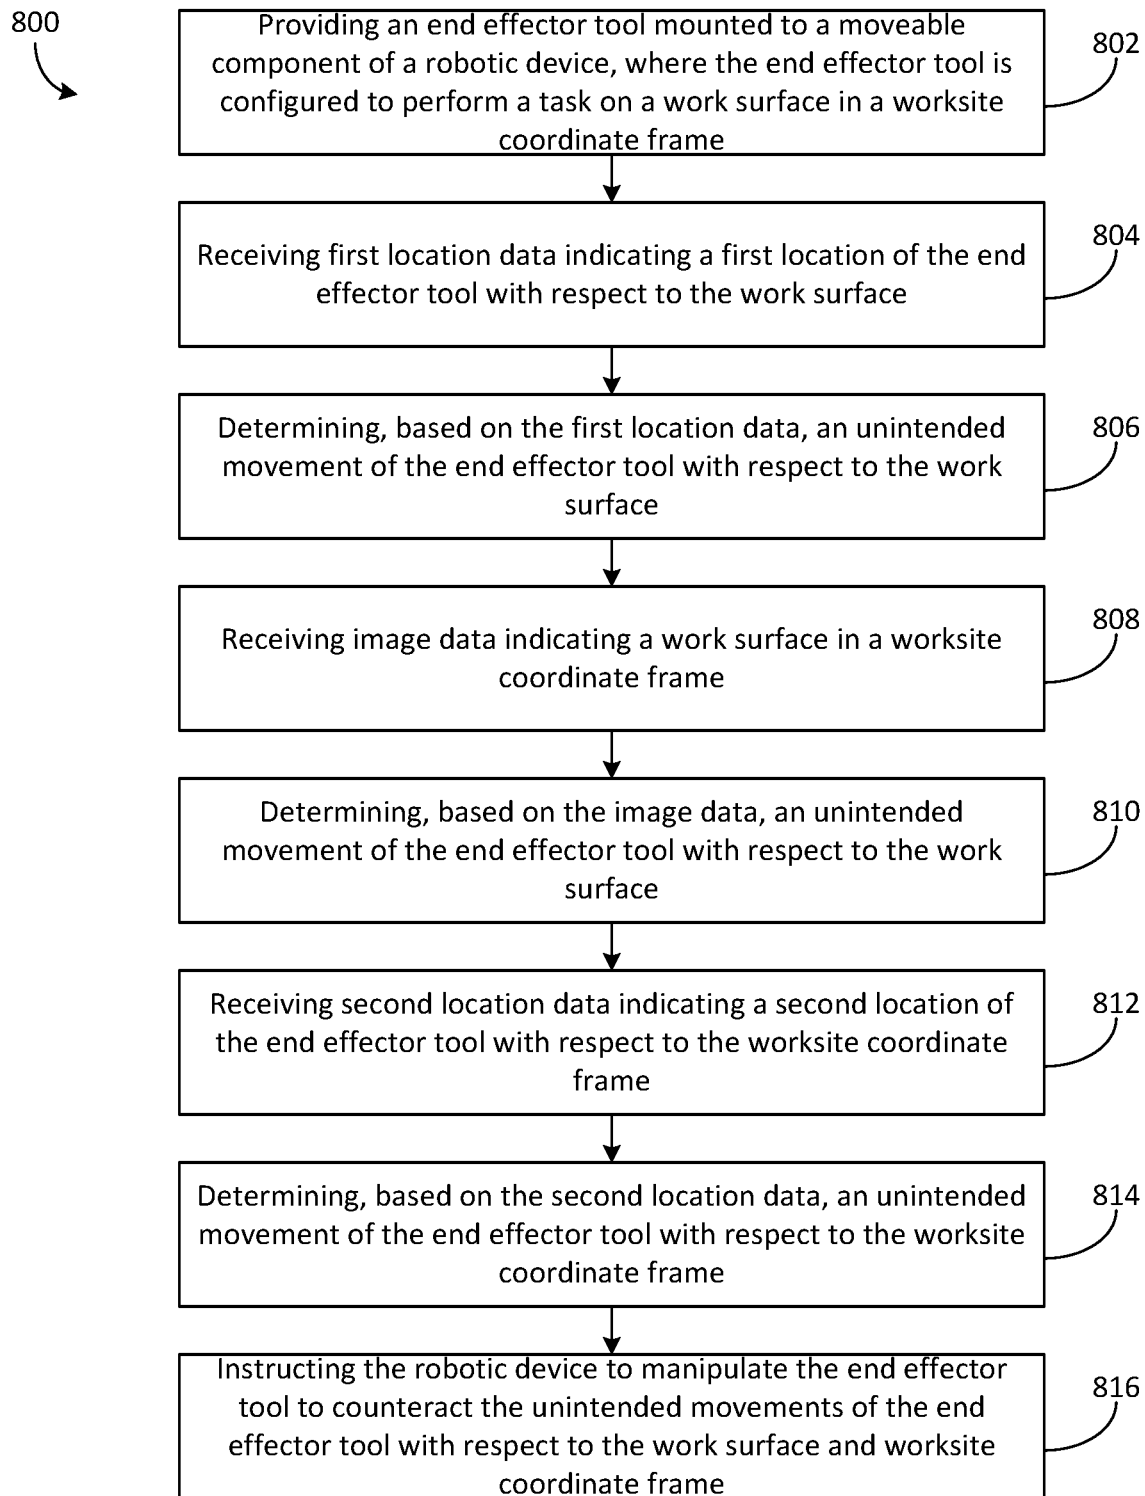 800
Providing an end effector tool mounted to a moveable
component of a robotic device, where the end effector tool is
configured to perform a task on a work surface in a worksite
coordinate frame
802
Receiving first location data indicating a first location of the end
effector tool with respect to the work surface
804
Determining, based on the first location data, an unintended
movement of the end effector tool with respect to the work
surface
806
Receiving image data indicating a work surface in a worksite
coordinate frame
808
Determining, based on the image data, an unintended
movement of the end effector tool with respect to the work
surface
810
Receiving second location data indicating a second location of
the end effector tool with respect to the worksite coordinate
frame
812
Determining, based on the second location data, an unintended
movement of the end effector tool with respect to the worksite
coordinate frame
814
Instructing the robotic device to manipulate the end effector
tool to counteract the unintended movements of the end
effector tool with respect to the work surface and worksite
coordinate frame
816